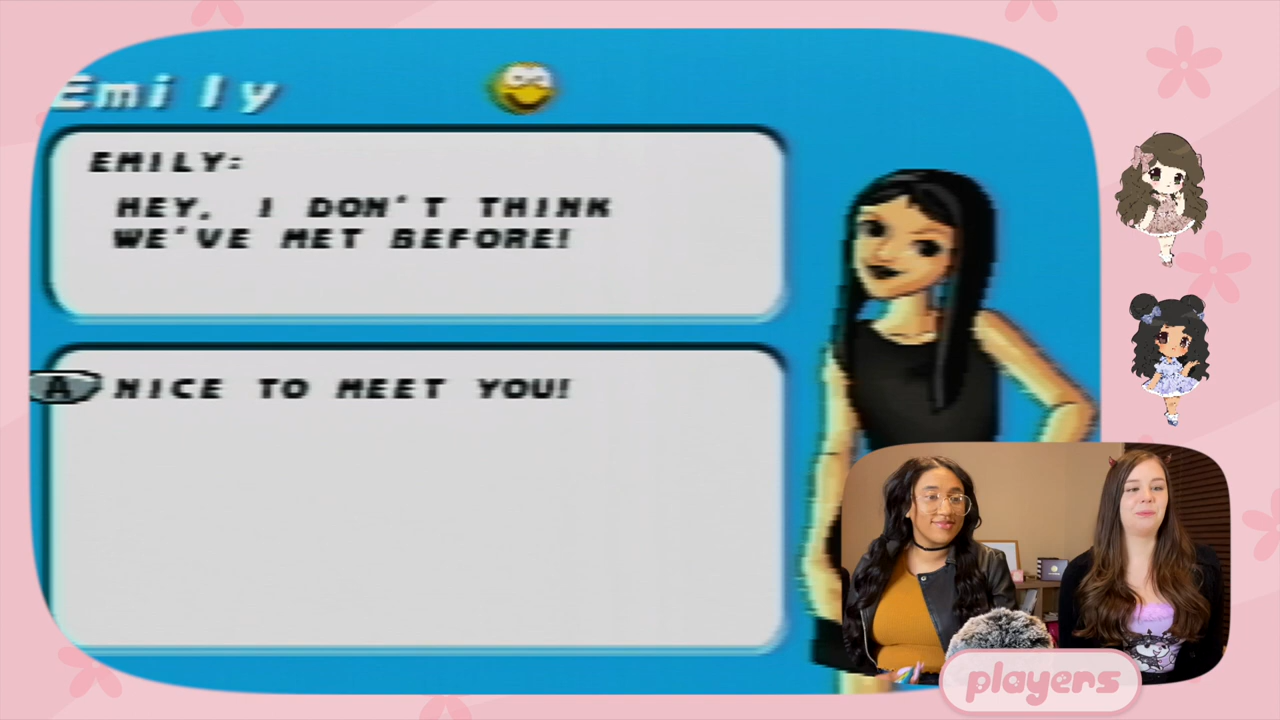 Emily
EMILY:
HEY, I DON'T THINK
WE'VE MET BEFORE!
A NICE TO MEET YOU!
players